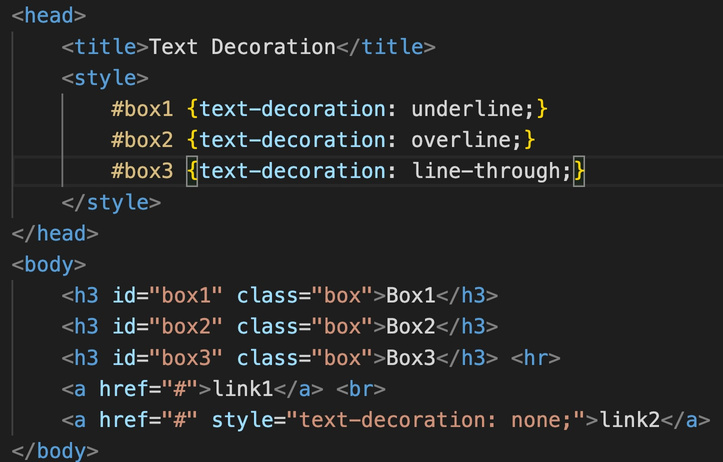 <head>
<title>Text Decoration</title>
<style>
#box1 {text-decoration: underline;}
#box2 {text-decoration: overline;}
#box3 {text-decoration: line-through;}
</style>
</head>
<body>
<h3 id="box1" class="box">Box1</h3>
<h3 id="box2" class="box">Box2</h3>
<h3 id="box3" class="box">Box3</h3> <hr>
<a href="#">link1</a> <br>
<a href="#" style="text-decoration: none;">link2</a>
</body>